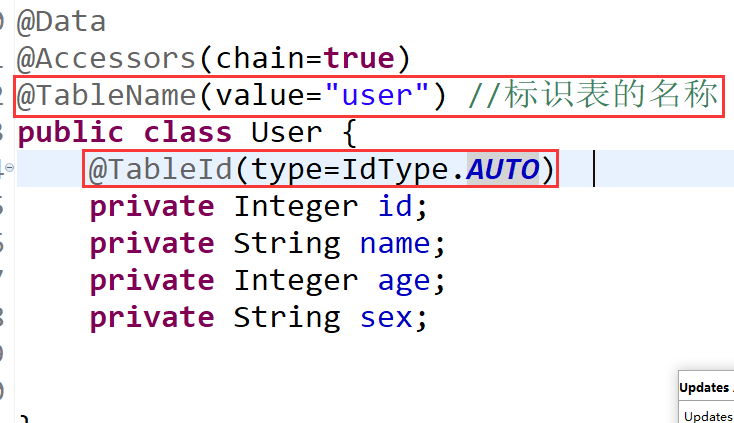 @Data
@Accessors(chain=true)
@TableName(value="user") //标识表的名称
public class User {
@TableId(type=IdType.AUTO)
private Integer id;
private String name;
private Integer age;
private String sex;
Updates
Updates